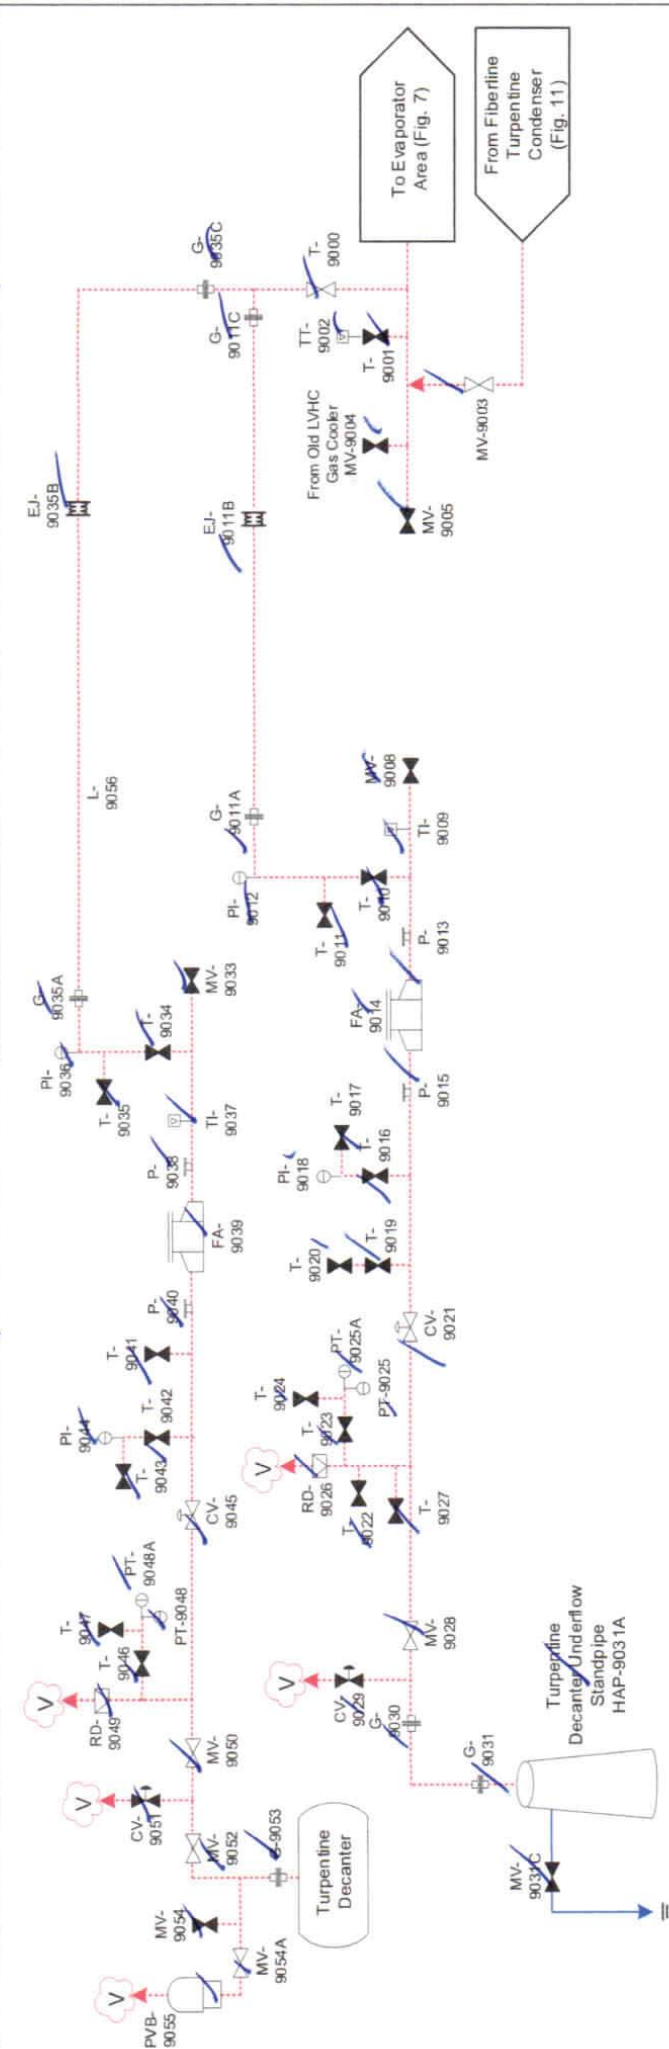 PVB-
9055
V
MV-
9054
MV-
9054A
G-9053
Turpentine
Decanter
MV-
9052
V
CV-
9051
MV-
9050
V
RD-
9049
T-
9047
T-
9046
PT-
9048A
PT-9048
CV-
9045
PI-
9044
T-
9043
T-
9042
T-
9041
P-
9040
FA-
9039
P-
9038
TI-
9037
PI-
9036
T-
9035
T-
9034
MV-
9033
G-
9035A
L-
9056
EJ-
9035B
G-
9035C
MV-
9031C
G-
9031
Turpentine
Decanter Underflow
Standpipe
HAP-9031A
V
CV-
9029
G-
9030
MV-
9028
V
RD-
9026
T-
9024
T-
9023
PT-
9025A
PT-9025
T-
9022
T-
9027
CV-
9021
T-
9020
T-
9019
PI-
9018
T-
9017
T-
9016
P-
9015
FA-
9014
P-
9013
PI-
9012
T-
9011
T-
9010
TI-
9009
MV-
9008
G-
9011A
EJ-
9011B
G-
9011C
T-
9000
TT-
9002
T-
9001
From Old LVHC
Gas Cooler
MV-9004
MV-
9005
MV-9003
To Evaporator
Area (Fig. 7)
From Fiberline
Turpentine
Condenser
(Fig. 11)